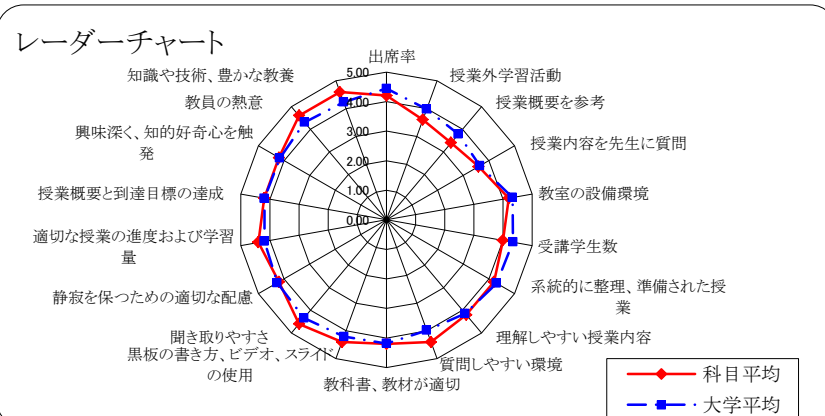 レーダーチャート
出席率
授業外学習活動
授業概要を参考
授業内容を先生に質問
教室の設備環境
受講学生数
系統的に整理、準備された授
業
理解しやすい授業内容
質問しやすい環境
教科書、教材が適切
黒板の書き方、ビデオ、スライド
の使用
聞き取りやすさ
静寂を保つための適切な配慮
適切な授業の進度および学習
量
授業概要と到達目標の達成
興味深く、知的好奇心を触
発
教員の熱意
知識や技術、豊かな教養
5.00
4.00
3.00
2.00
1.00
0.00
科目平均
大学平均